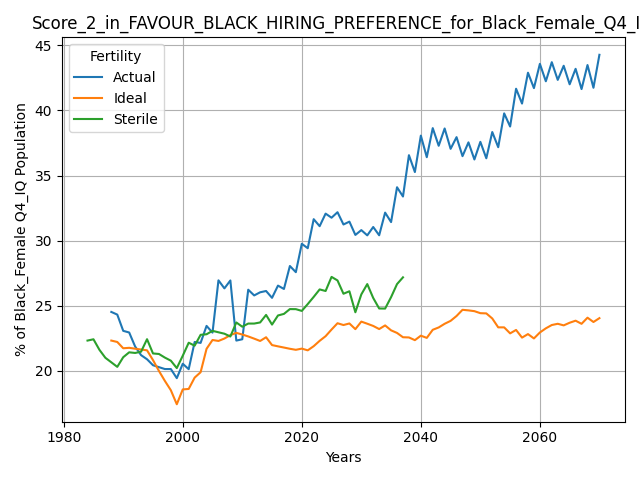 Score_2_in_FAVOUR_BLACK_HIRING_PREFERENCE_for_Black_Female_Q4_I
Fertility
Actual
Ideal
Sterile
% of Black_Female Q4_IQ Population
45
40
35
30
25
20
1980
2000
2020
2040
2060
Years